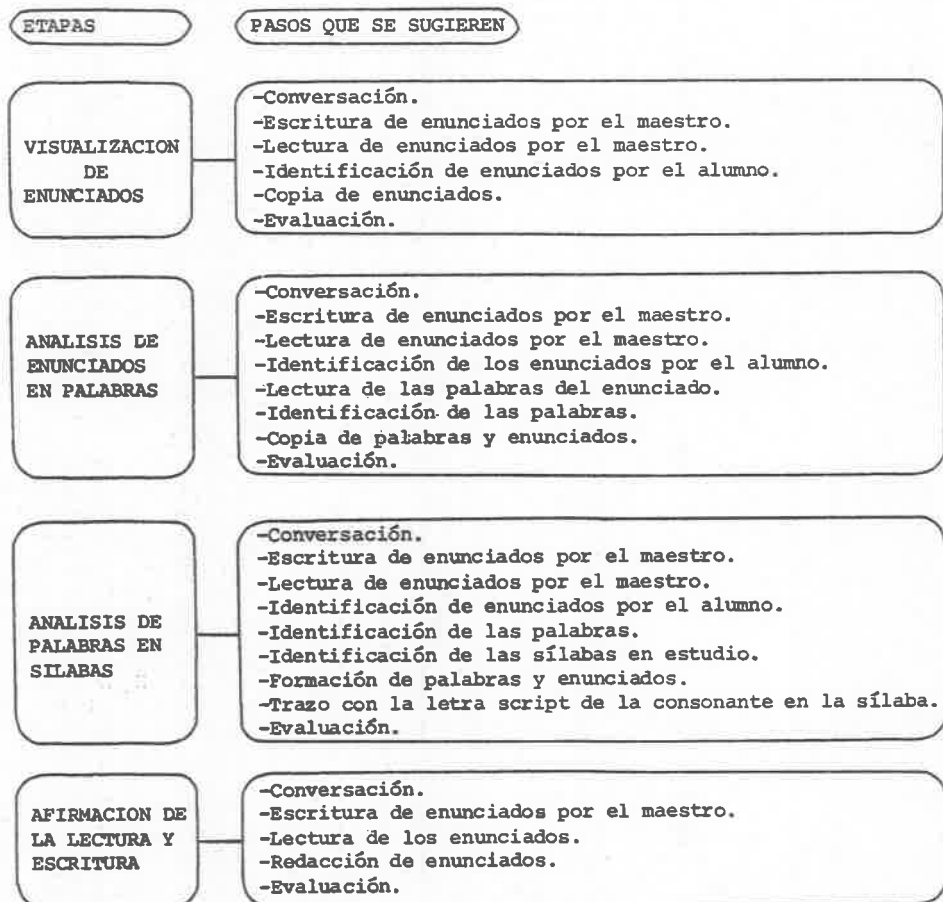 ETAPAS
PASOS QUE SE SUGIEREN
VISUALIZACION
DE
ENUNCIADOS
-Conversación.
-Escritura de enunciados por el maestro.
-Lectura de enunciados por el maestro.
-Identificación de enunciados por el alumno.
-Copia de enunciados.
-Evaluación.
ANALISIS DE
ENUNCIADOS
EN PALABRAS
-Conversación.
-Escritura de enunciados por el maestro.
-Lectura de enunciados por el maestro.
-Identificación de los enunciados por el alumno.
-Lectura de las palabras del enunciado.
-Identificación de las palabras.
-Copia de palabras y enunciados.
-Evaluación.
ANALISIS DE
PALABRAS EN
SILABAS
-Conversación.
-Escritura de enunciados por el maestro.
-Lectura de enunciados por el maestro.
-Identificación de enunciados por el alumno.
-Identificación de las palabras.
-Identificación de las sílabas en estudio.
-Formación de palabras y enunciados.
-Trazo con la letra script de la consonante en la sílaba.
-Evaluación.
AFIRMACION DE
LA LECTURA Y
ESCRITURA
-Conversación.
-Escritura de enunciados por el maestro.
-Lectura de los enunciados.
-Redacción de enunciados.
-Evaluación.